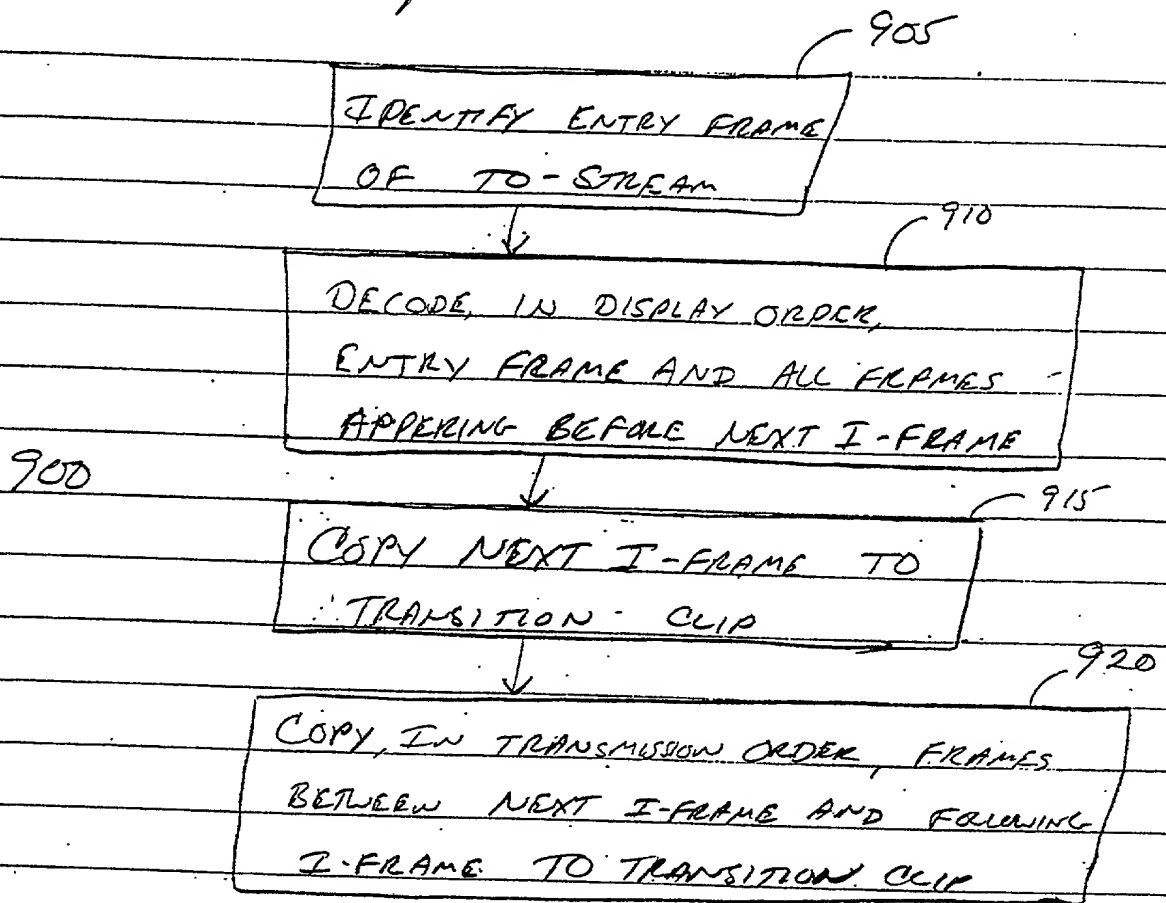 905
IDENTIFY ENTRY FRAME
OF TO-STREAM
910
DECODE, IN DISPLAY ORDER,
ENTRY FRAME AND ALL FRAMES
APPERING BEFORE NEXT I-FRAME
900
915
COPY NEXT I-FRAME TO
TRANSITION CLIP
920
COPY, IN TRANSMISSION ORDER, FRAMES
BETWEEN NEXT I-FRAME AND FOLLOWING
I-FRAME TO TRANSITION CLIP